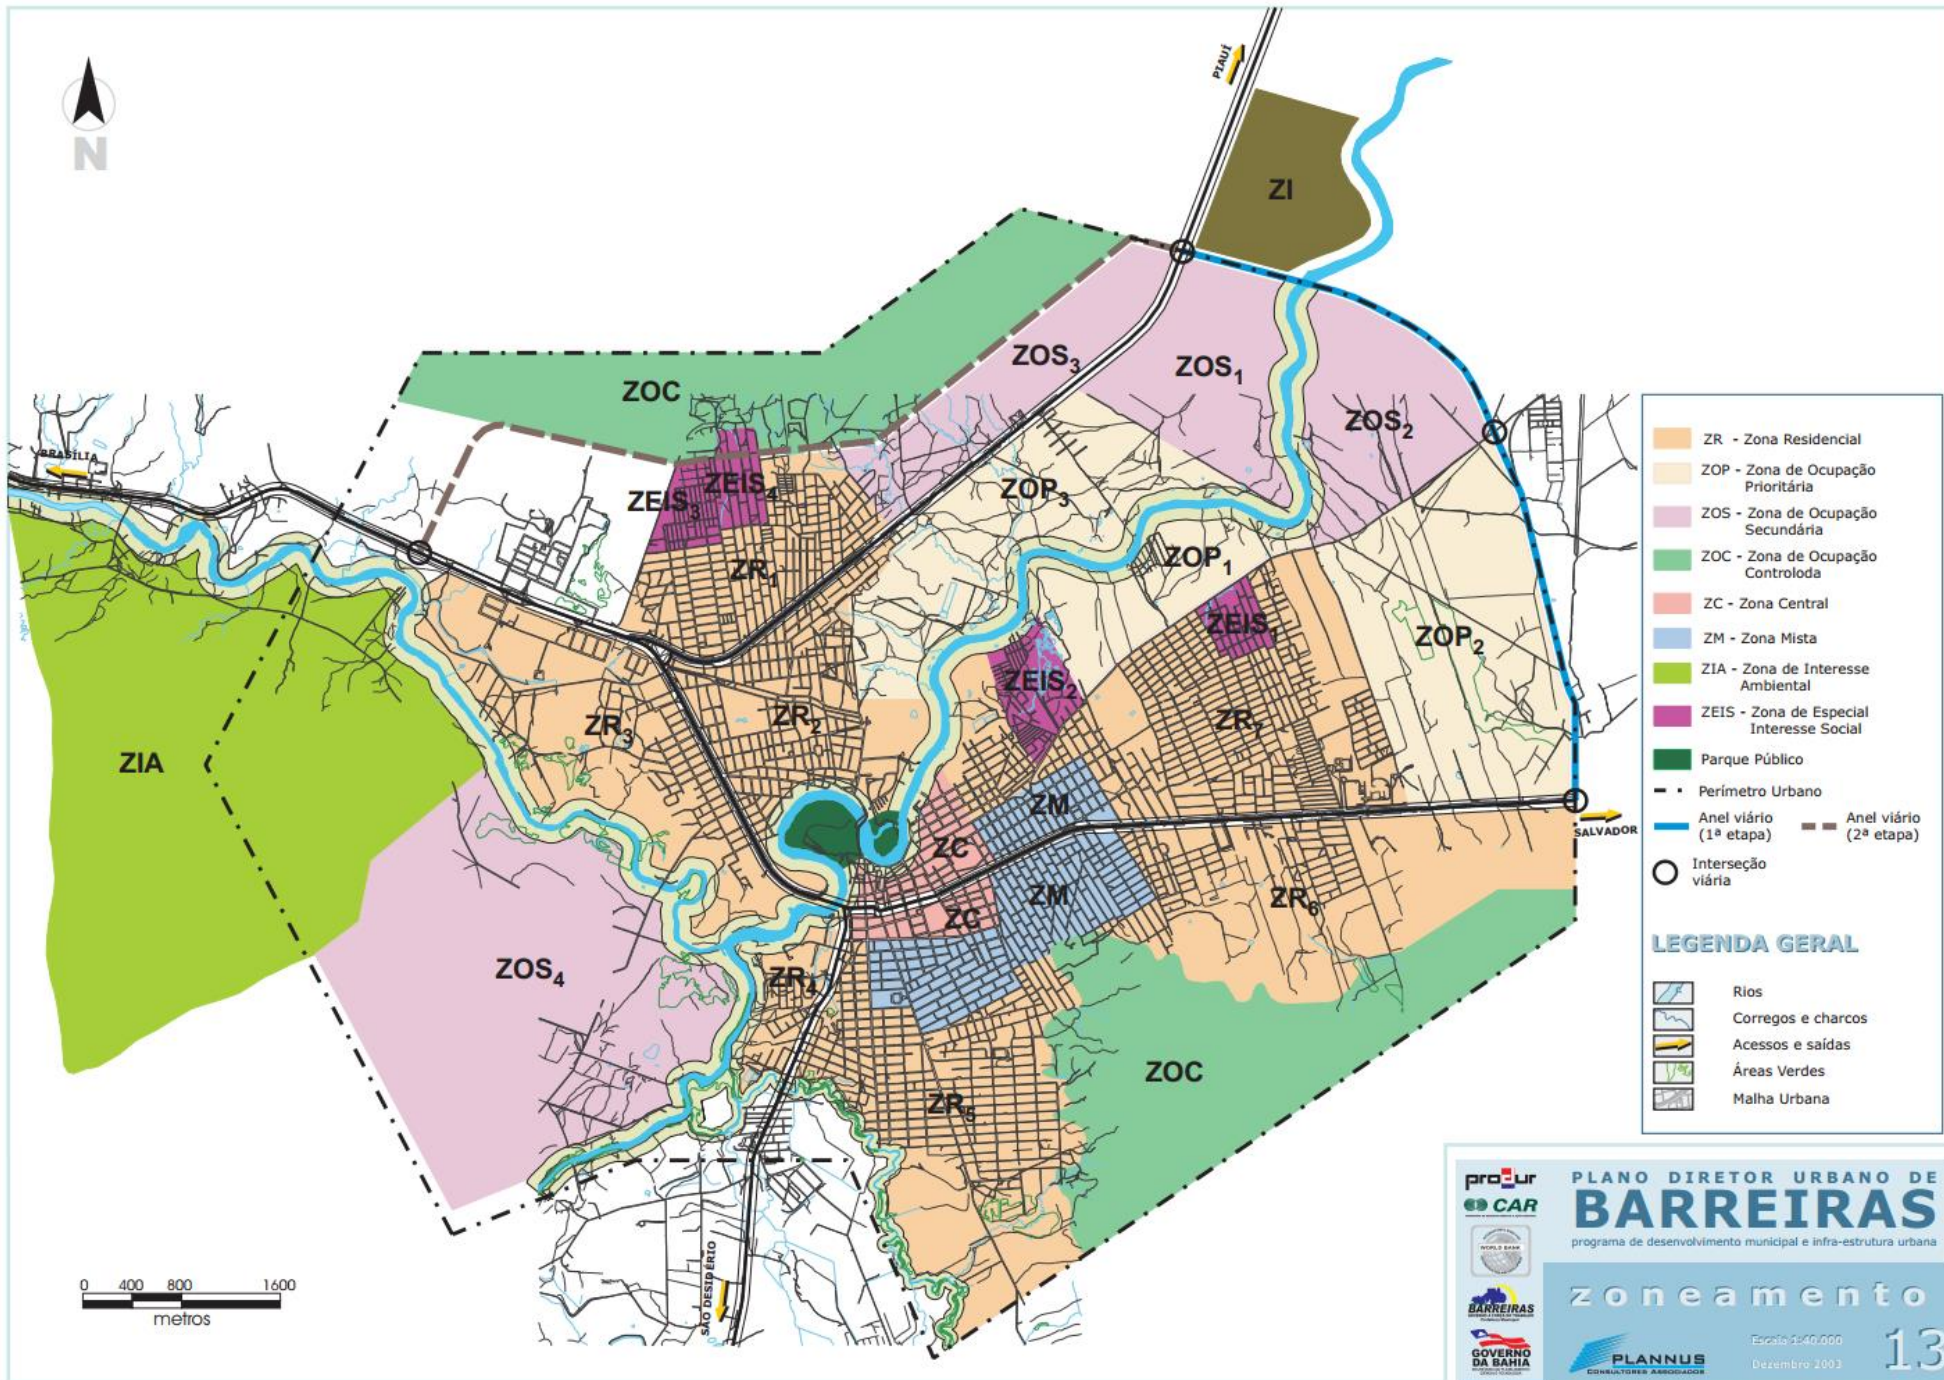 PIAUÍ
N
ZI
ZOS3
ZOS1
ZOC
ZOS2
BRASÍLIA
ZEIS4
ZEIS3
ZOP3
ZR1
ZOP1
ZEIS1
ZOP2
ZEIS2
ZR3
ZR2
ZR7
ZIA
ZM
SALVADOR
ZC
ZM
ZR6
ZC
ZOS4
ZR4
ZOC
ZR5
SÃO DESIDÉRIO
0 400 800 1600
metros
ZR - Zona Residencial
ZOP - Zona de Ocupação
Prioritária
ZOS - Zona de Ocupação
Secundária
ZOC - Zona de Ocupação
Controloda
ZC - Zona Central
ZM - Zona Mista
ZIA - Zona de Interesse
Ambiental
ZEIS - Zona de Especial
Interesse Social
Parque Público
Perímetro Urbano
Anel viário
(1ª etapa)
Anel viário
(2ª etapa)
Interseção
viária
LEGENDA GERAL
Rios
Corregos e charcos
Acessos e saídas
Áreas Verdes
Malha Urbana
produr
CAR
WORLD BANK
BARREIRAS
GOVERNO
DA BAHIA
PLANO DIRETOR URBANO DE
BARREIRAS
programa de desenvolvimento municipal e infra-estrutura urbana
zoneamento
PLANNUS
CONSULTORES ASSOCIADOS
Escala 1:40.000
Dezembro 2003
13